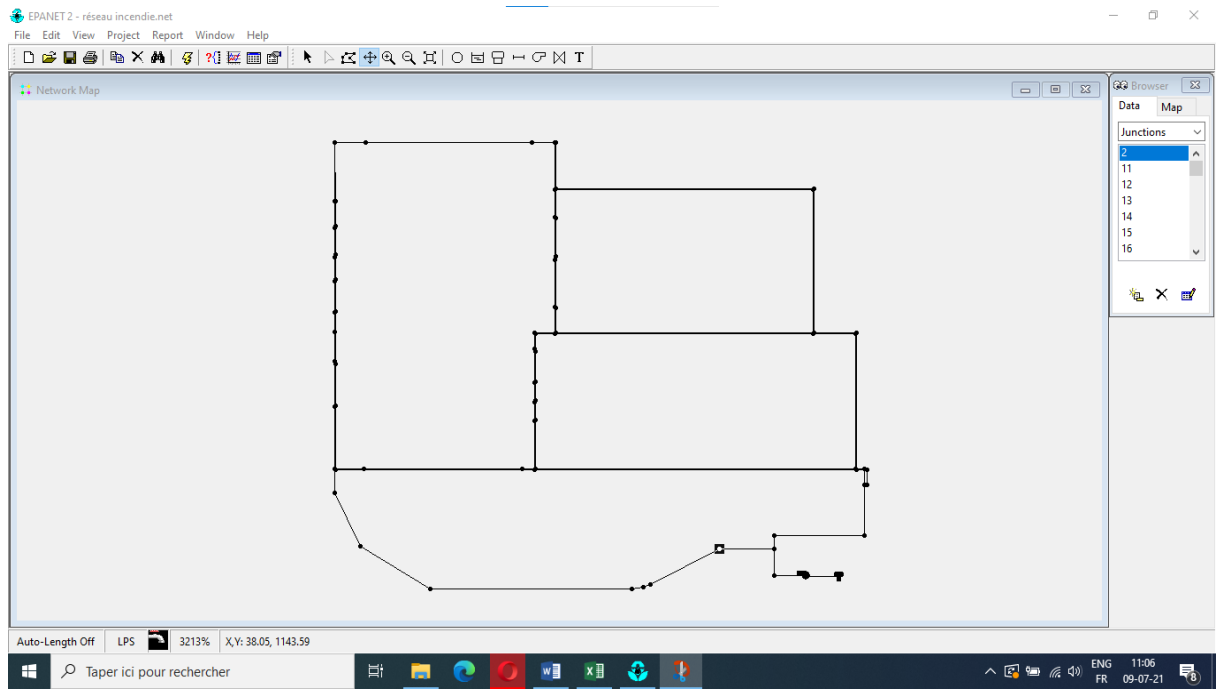 EPANET 2 - réseau incendie.net
File Edit View Project Report Window Help
T
Network Map
Browser
Data Map
Junctions
2
11
12
13
14
15
16
Auto-Length Off LPS 3213% X,Y: 38.05, 1143.59
Taper ici pour rechercher
ENG 11:06
FR 09-07-21
8